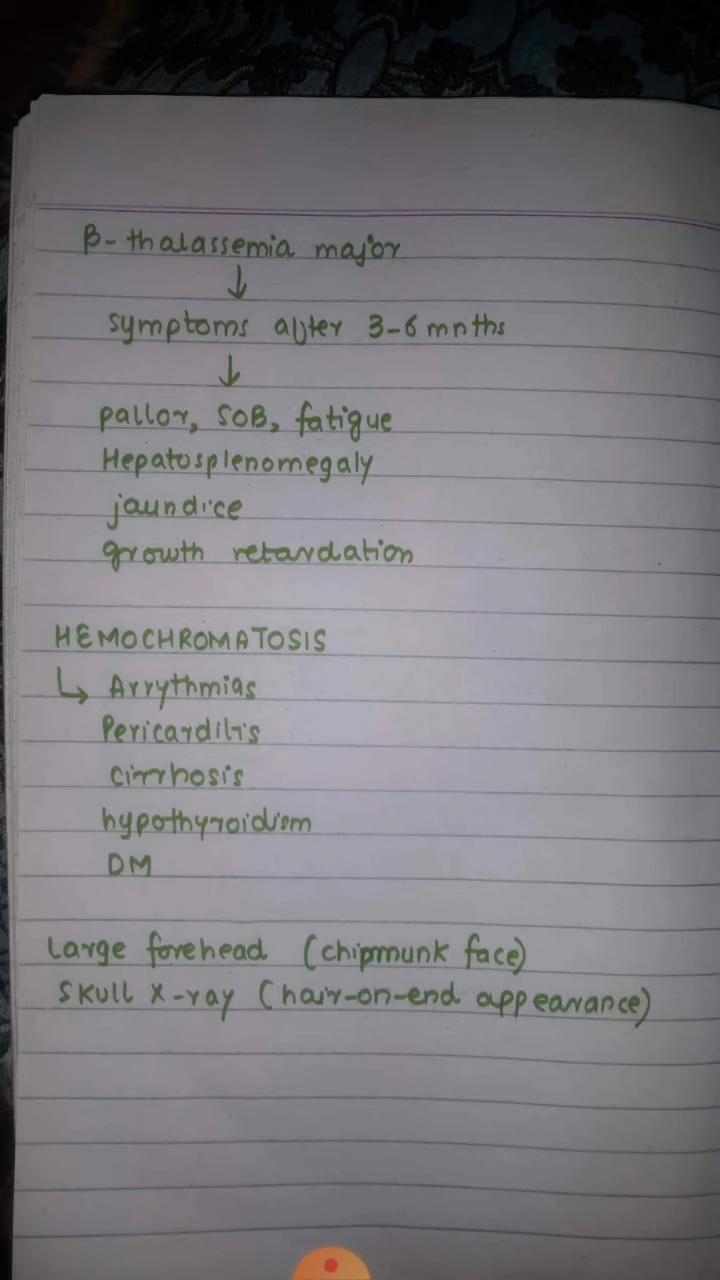 β- thalassemia major
↓
symptoms after 3-6 mnths
↓
pallor, SOB, fatigue
Hepatosplenomegaly
jaundice
growth retardation
HEMOCHROMATOSIS
↳ Arrythmias
Pericarditis
cirrhosis
hypothyroidism
DM
Large forehead (chipmunk face)
Skull X-ray (hair-on-end appearance)